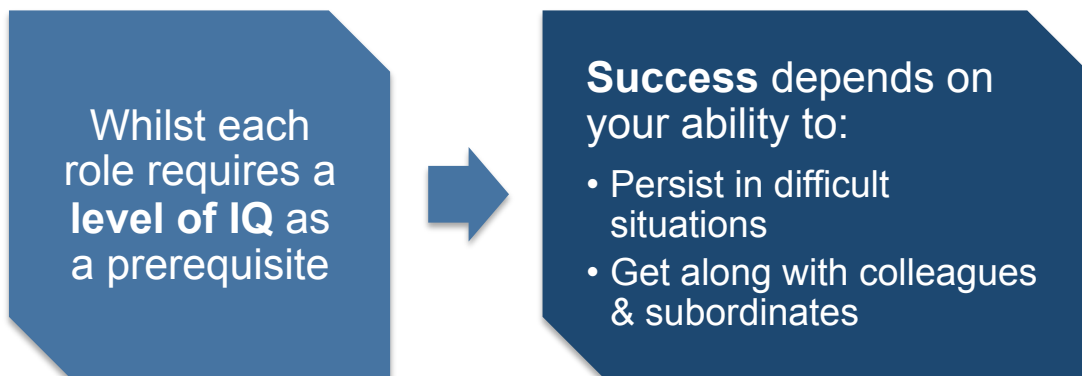 Whilst each
role requires a
level of IQ as
a prerequisite
Success depends on
your ability to:
• Persist in difficult
situations
• Get along with colleagues
& subordinates